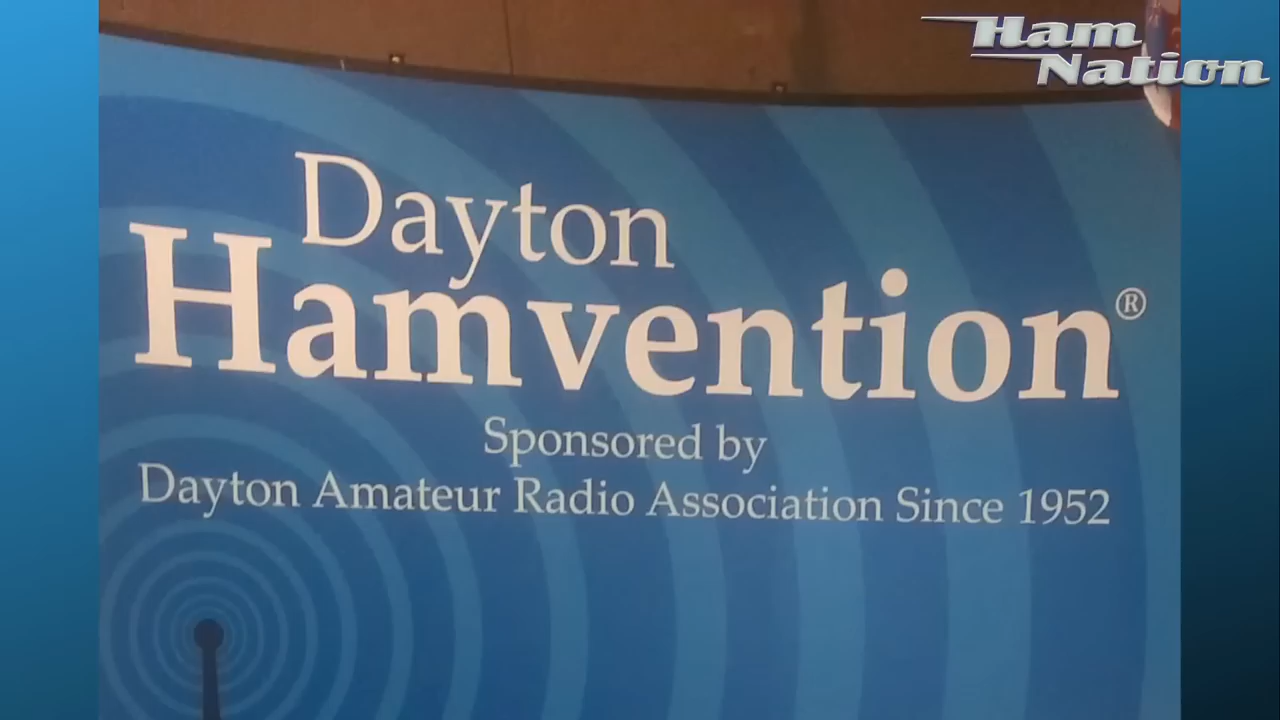 Ham
Nation
Dayton
Hamvention®
Sponsored by
Dayton Amateur Radio Association Since 1952